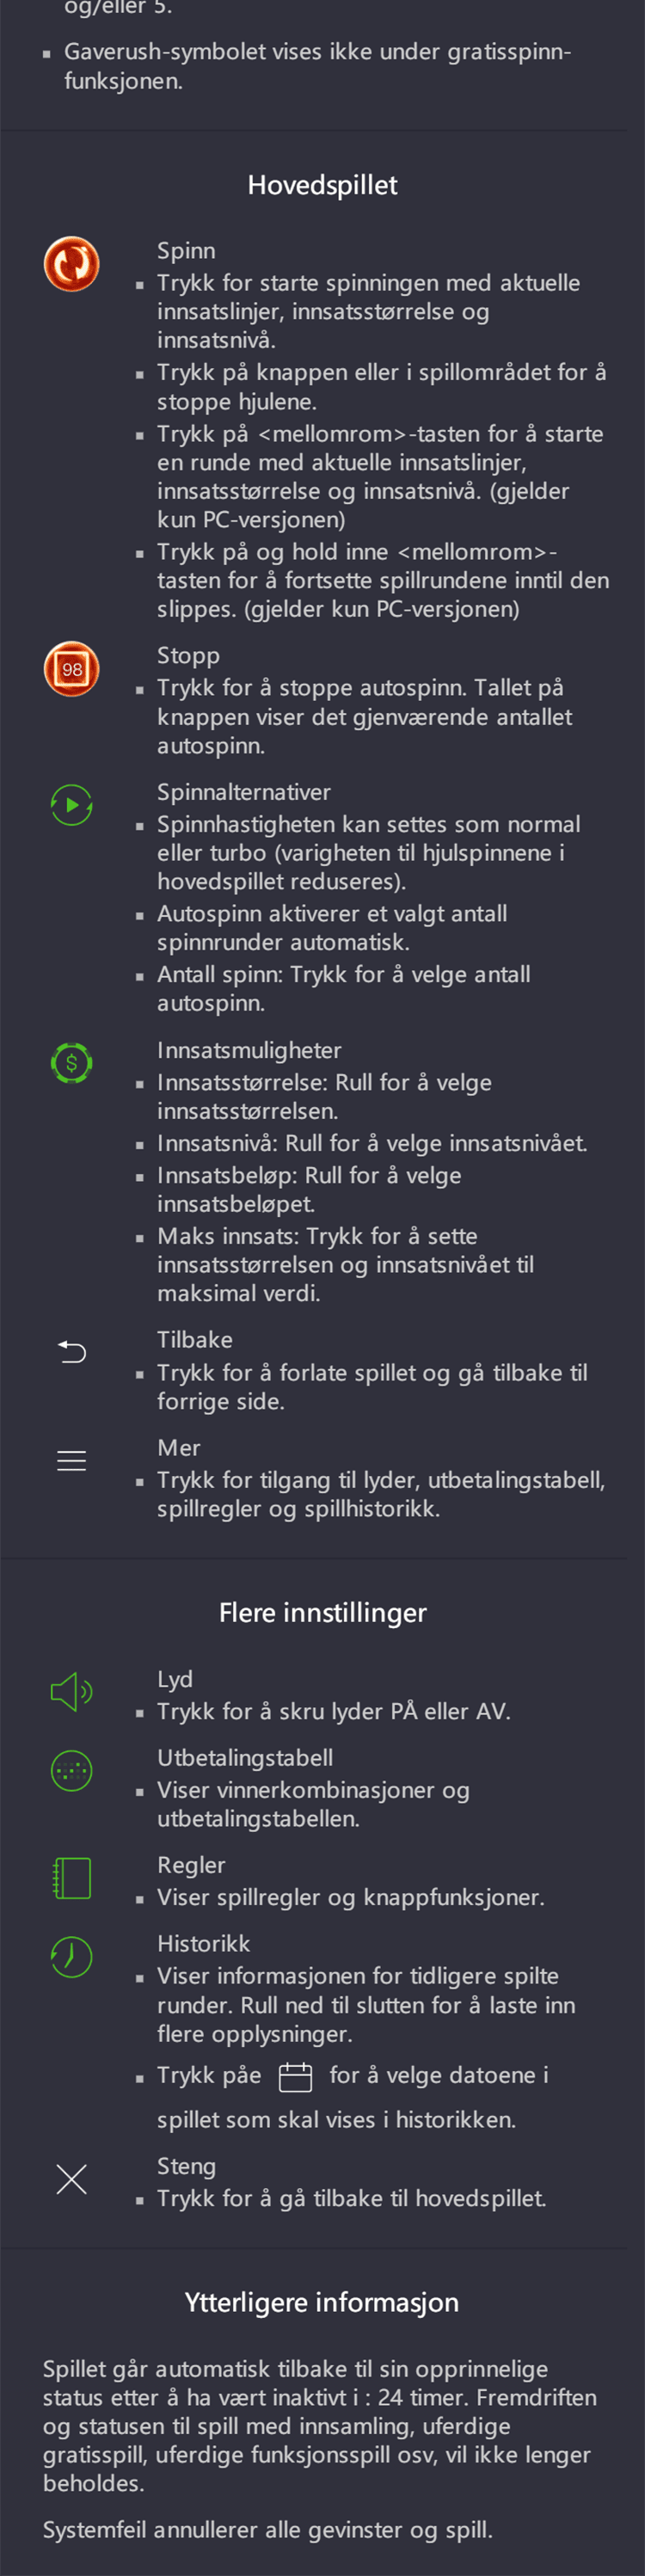 og/eller 5.
Gaverush-symbolet vises ikke under gratisspinn-
funksjonen.
Hovedspillet
Spinn
Trykk for starte spinningen med aktuelle
innsatslinjer, innsatsstørrelse og
innsatsnivå.
Trykk på knappen eller i spillområdet for å
stoppe hjulene.
Trykk på <mellomrom>-tasten for å starte
en runde med aktuelle innsatslinjer,
innsatsstørrelse og innsatsnivå. (gjelder
kun PC-versjonen)
Trykk på og hold inne <mellomrom>-
tasten for å fortsette spillrundene inntil den
slippes. (gjelder kun PC-versjonen)
98
Stopp
Trykk for å stoppe autospinn. Tallet på
knappen viser det gjenværende antallet
autospinn.
Spinnalternativer
Spinnhastigheten kan settes som normal
eller turbo (varigheten til hjulspinnene i
hovedspillet reduseres).
Autospinn aktiverer et valgt antall
spinnrunder automatisk.
Antall spinn: Trykk for å velge antall
autospinn.
$
Innsatsmuligheter
Innsatsstørrelse: Rull for å velge
innsatsstørrelsen.
Innsatsnivå: Rull for å velge innsatsnivået.
Innsatsbeløp: Rull for å velge
innsatsbeløpet.
Maks innsats: Trykk for å sette
innsatsstørrelsen og innsatsnivået til
maksimal verdi.
Tilbake
Trykk for å forlate spillet og gå tilbake til
forrige side.
Mer
Trykk for tilgang til lyder, utbetalingstabell,
spillregler og spillhistorikk.
Flere innstillinger
Lyd
Trykk for å skru lyder PÅ eller AV.
Utbetalingstabell
Viser vinnerkombinasjoner og
utbetalingstabellen.
Regler
Viser spillregler og knappfunksjoner.
Historikk
Viser informasjonen for tidligere spilte
runder. Rull ned til slutten for å laste inn
flere opplysninger.
Trykk påe for å velge datoene i
spillet som skal vises i historikken.
Steng
Trykk for å gå tilbake til hovedspillet.
Ytterligere informasjon
Spillet går automatisk tilbake til sin opprinnelige
status etter å ha vært inaktivt i : 24 timer. Fremdriften
og statusen til spill med innsamling, uferdige
gratisspill, uferdige funksjonsspill osv, vil ikke lenger
beholdes.
Systemfeil annullerer alle gevinster og spill.